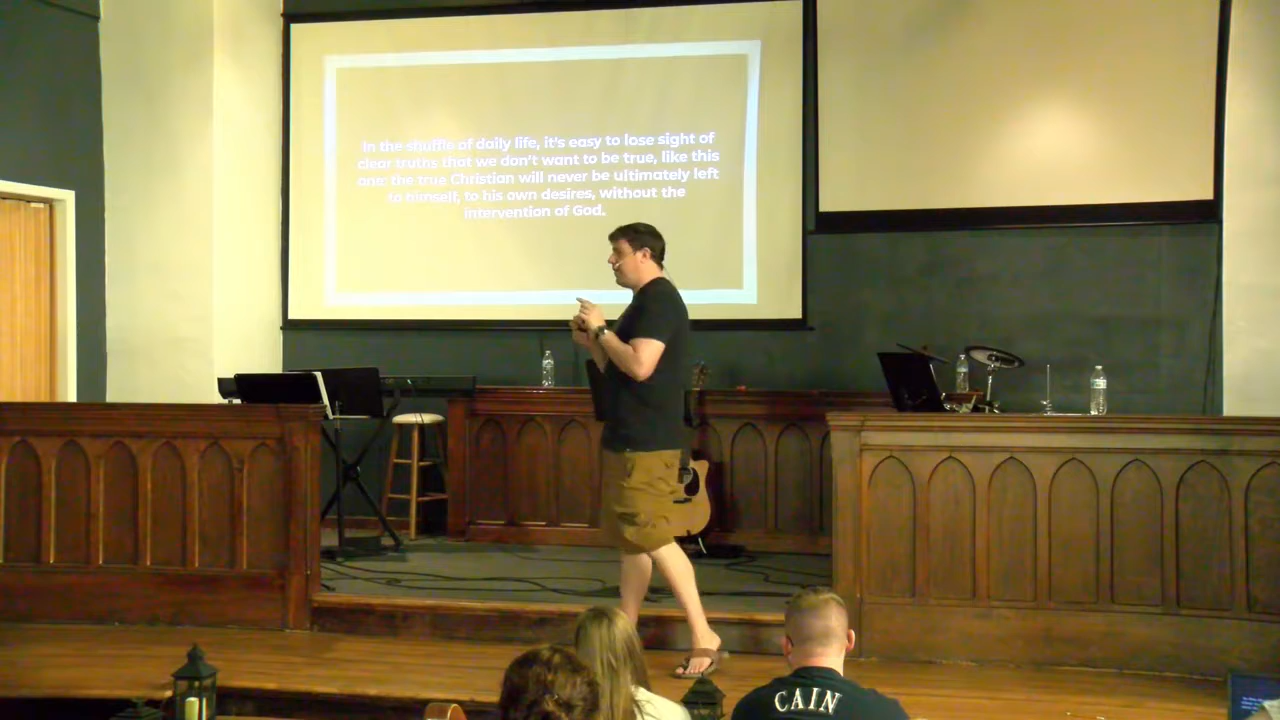 In the shuffle of daily life, it's easy to lose sight of
clear truths that we don't want to be true, like this
one: the true Christian will never be ultimately left
to himself, to his own desires, without the
intervention of God.
CAIN